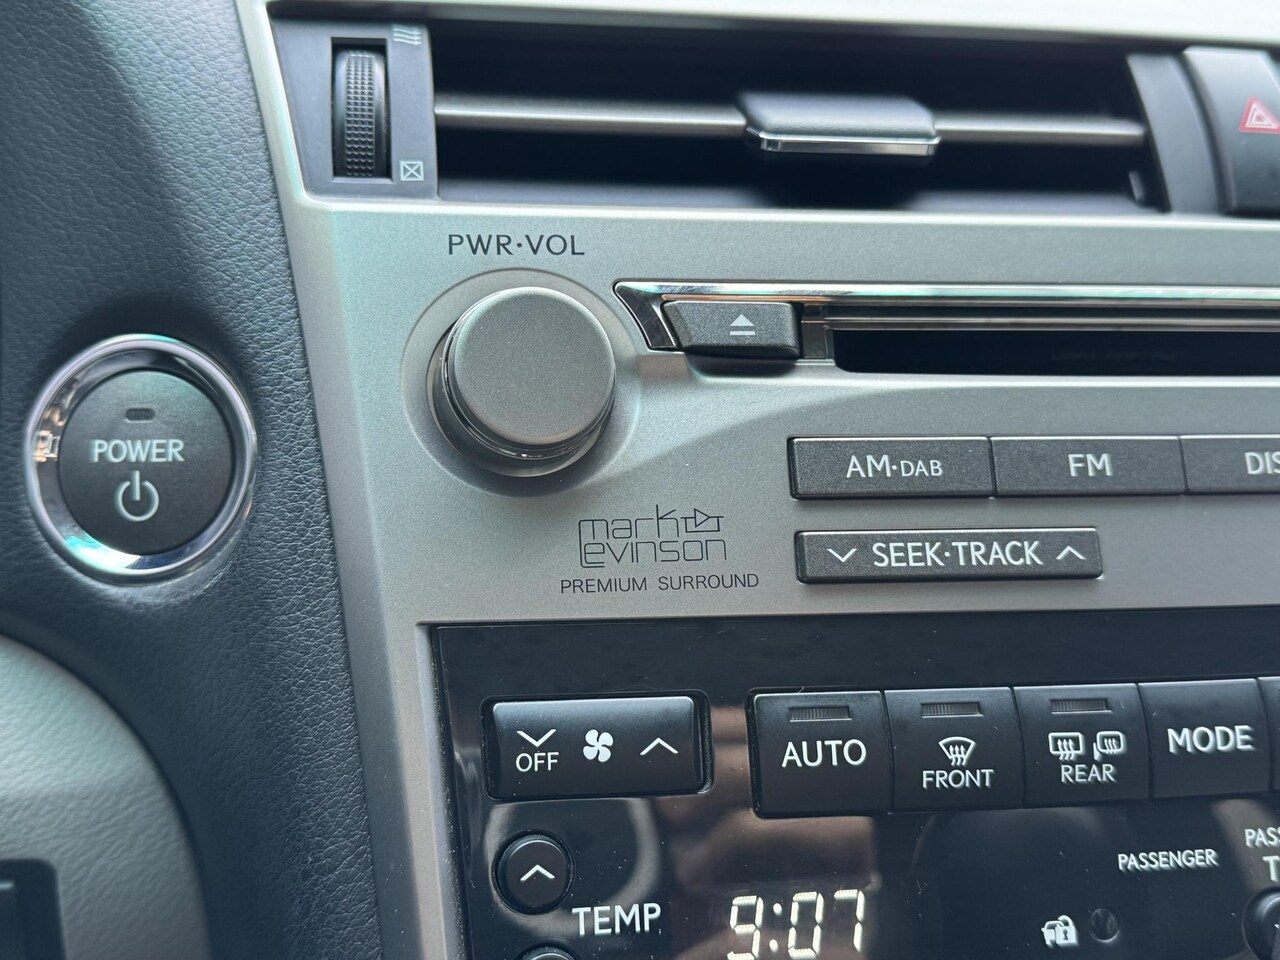 PWR·VOL
POWER
AM·DAB
FM
mark
levinson
PREMIUM SURROUND
SEEK·TRACK
OFF
AUTO
FRONT
REAR
MODE
PASSENGER
TEMP
9:07